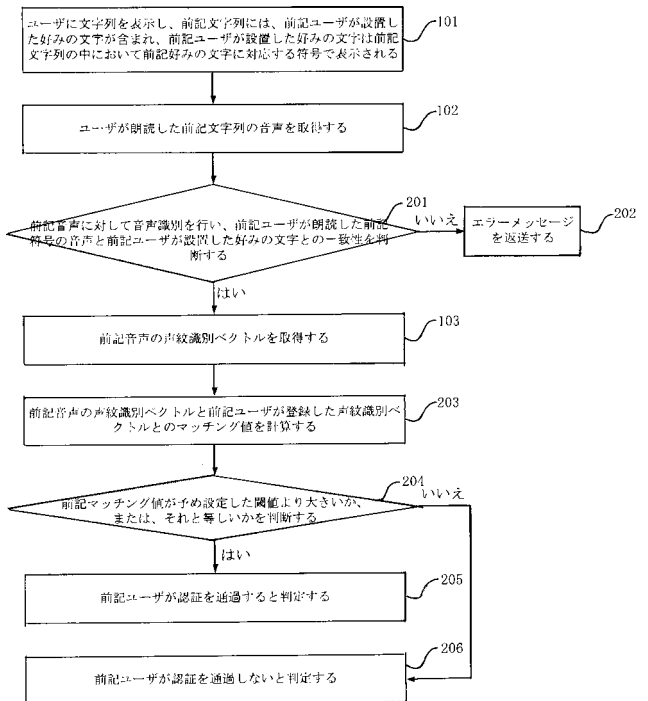 ユーザに文字列を表示し、前記文字列には、前記ユーザが設置し
た好みの文字が含まれ、前記ユーザが設置した好みの文字は前記
文字列の中において前記好みの文字に対応する符号で表示される
101
ユーザが朗読した前記文字列の音声を取得する
102
前記音声に対して音声識別を行い、前記ユーザが朗読した前記
符号の音声と前記ユーザが設置した好みの文字との一致性を判
断する
201
いいえ
エラーメッセージ
を返送する
202
はい
前記音声の声紋識別ベクトルを取得する
103
前記音声の声紋識別ベクトルと前記ユーザが登録した声紋識別ベ
クトルとのマッチング値を計算する
203
前記マッチング値が予め設定した閾値より大きいか、
または、それと等しいかを判断する
204
いいえ
はい
前記ユーザが認証を通過すると判定する
205
前記ユーザが認証を通過しないと判定する
206